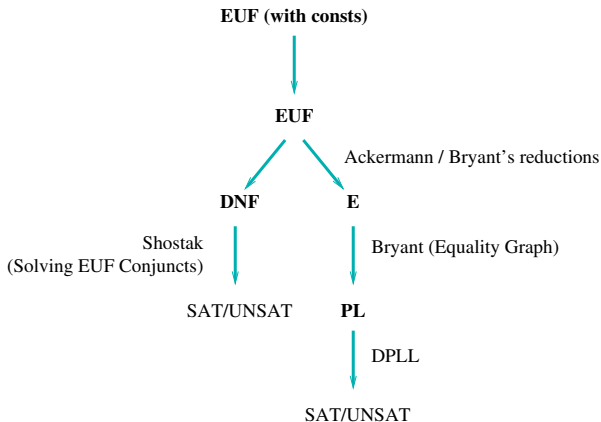 EUF (with consts)
EUF
Ackermann / Bryant's reductions
DNF
E
Shostak
(Solving EUF Conjuncts)
Bryant (Equality Graph)
SAT/UNSAT
PL
DPLL
SAT/UNSAT